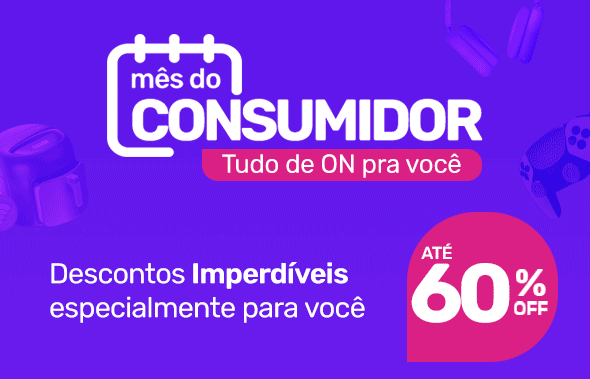 mês do
CONSUMIDOR
Tudo de ON pra você
Descontos Imperdíveis
especialmente para você
ATÉ
60%
OFF